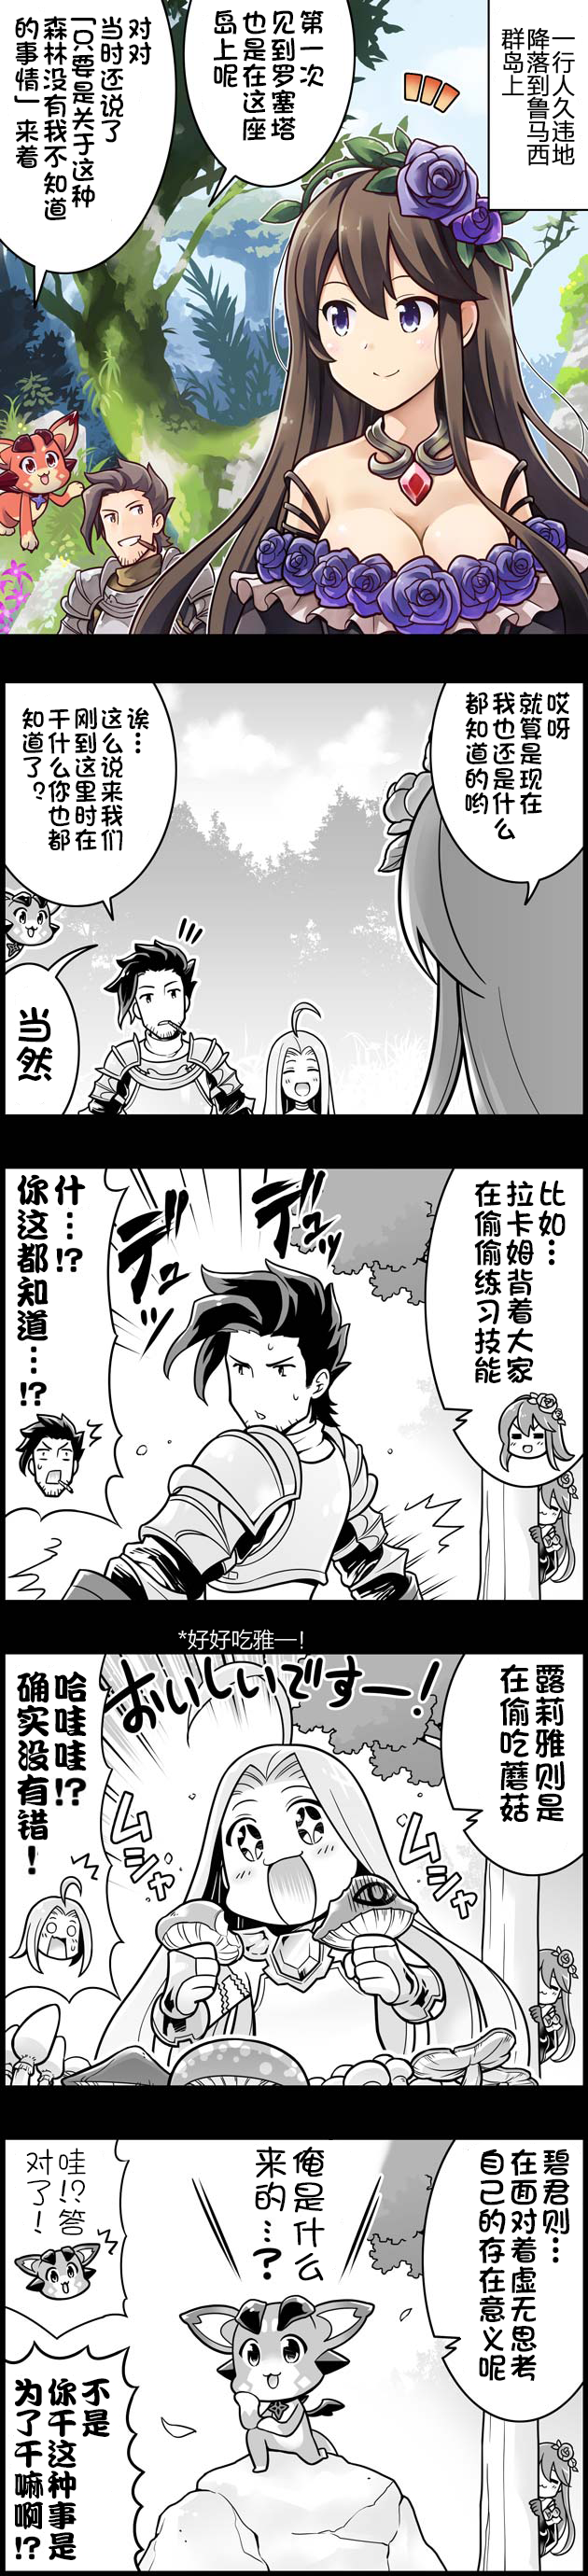 一行人久违地
降落到鲁马西
群岛上
第一次
见到罗塞塔
也是在这座
岛上呢
对对
当时还说了
「只要是关于这种
森林没有我不知道
的事情」来着
哎呀
就算是现在
我也还是什么
都知道的哟
诶…
这么说来我们
刚到这里时在
干什么你也都
知道了?
当然
比如…
拉卡姆背着大家
在偷偷练习技能
デュッ
デュ
什…!?
你这都知道…!?
*好好吃雅—!
露莉雅则是
在偷吃蘑菇
おいしいですー!
ムシャ
ムシャ
哈哇哇!?
确实没有错!
碧君则…
在面对着虚无思考
自己的存在意义呢
俺是什么
来的…?
哇!?答
对了!
不是
你干这种事是
为了干嘛啊!?